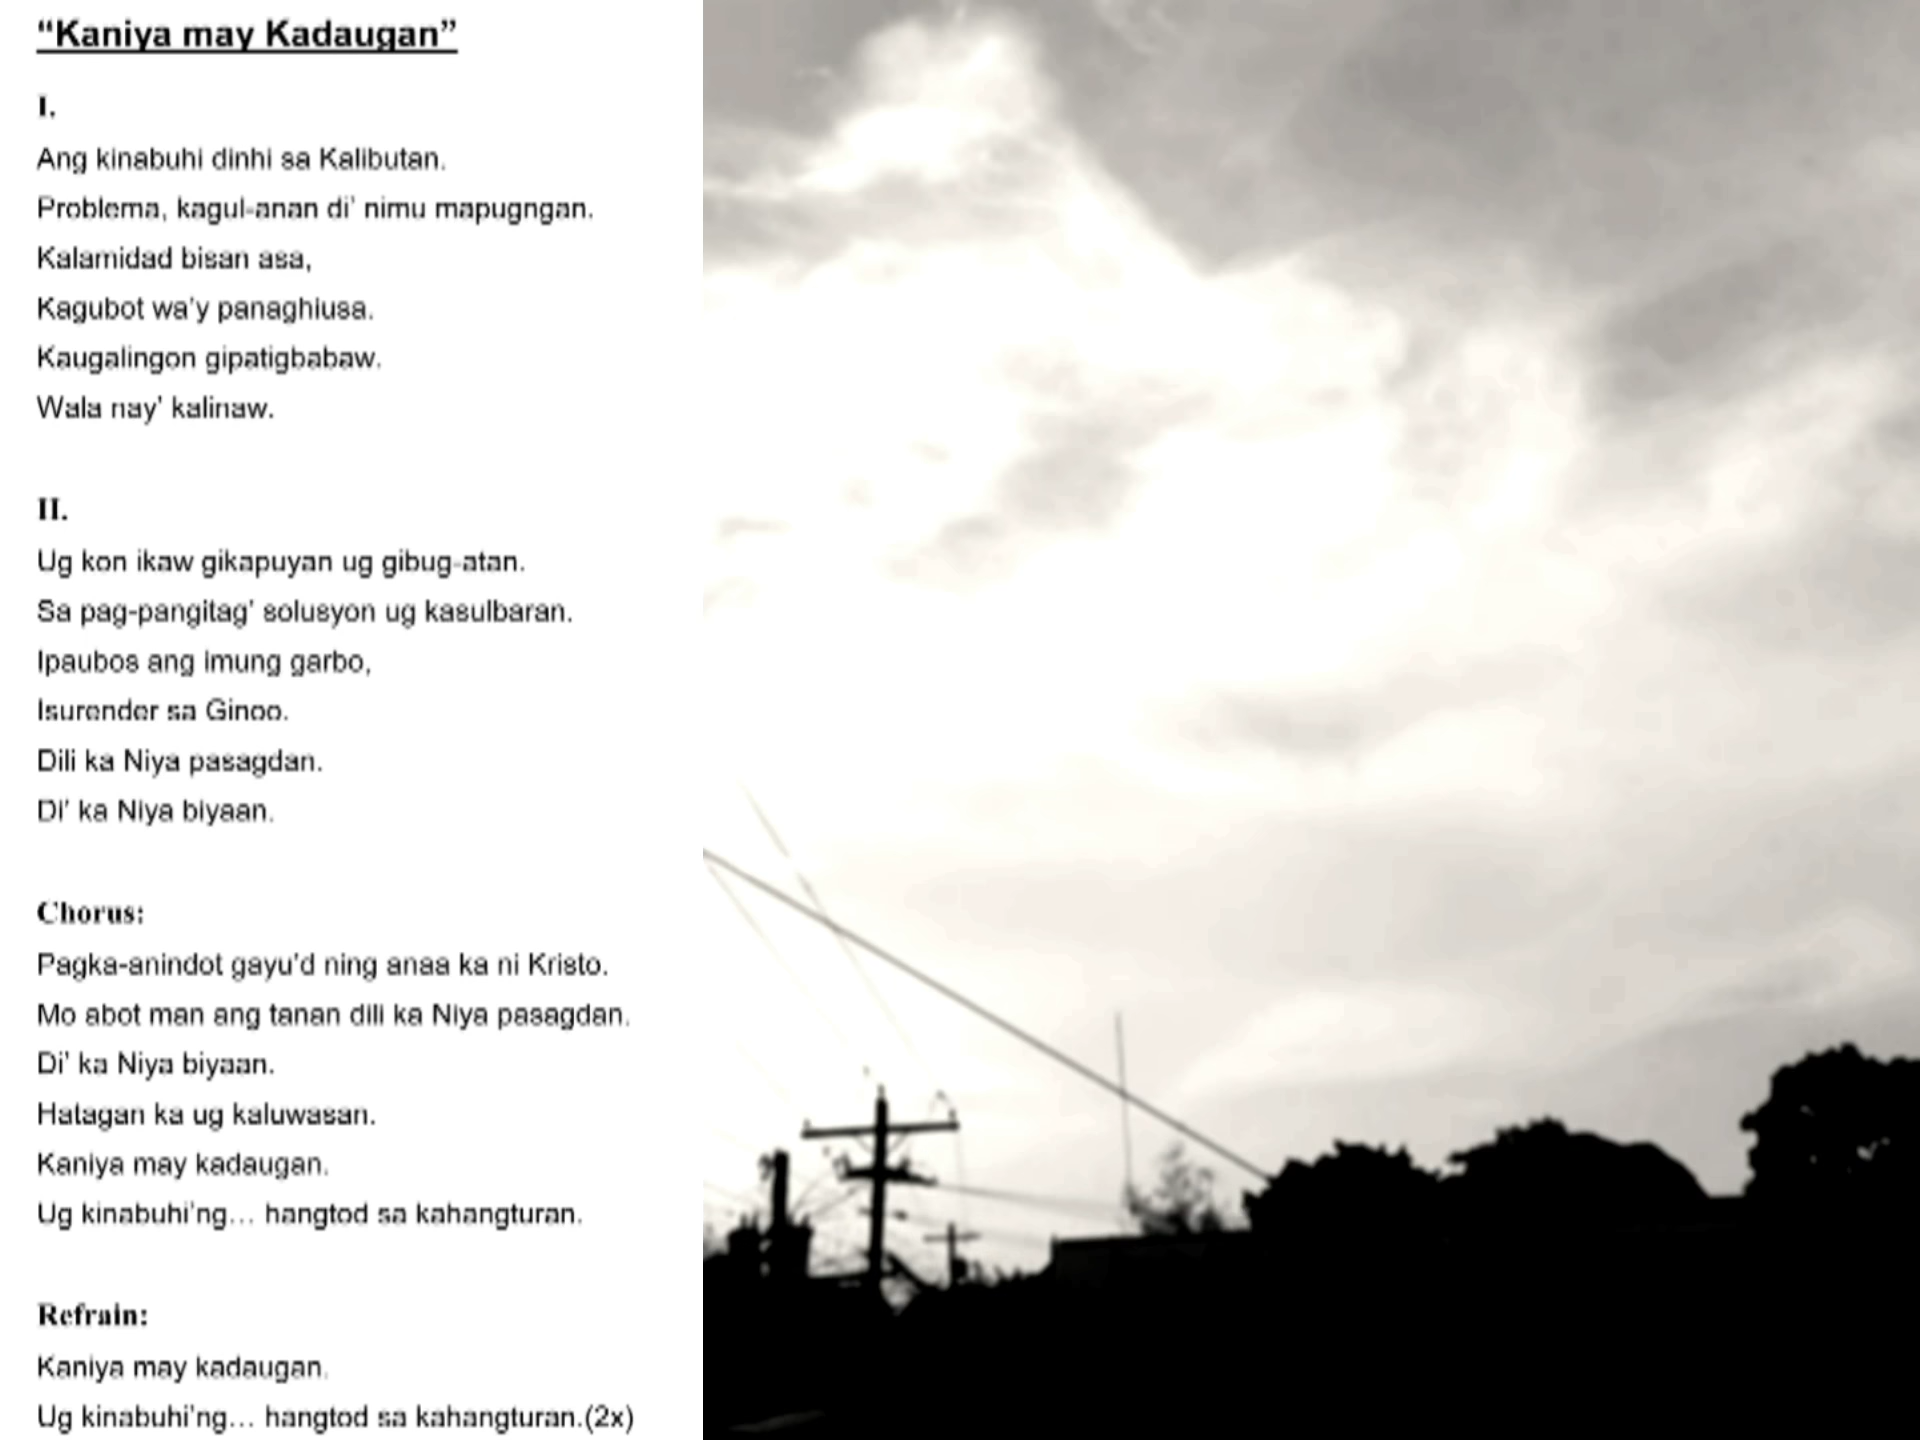 “Kaniya may Kadaugan”
I.
Ang kinabuhi dinhi sa Kalibutan.
Problema, kagul-anan di’ nimu mapugngan.
Kalamidad bisan asa,
Kagubot wa’y panaghiusa.
Kaugalingon gipatigbabaw.
Wala nay’ kalinaw.
II.
Ug kon ikaw gikapuyan ug gibug-atan.
Sa pag-pangitag’ solusyon ug kasulbaran.
Ipaubos ang imung garbo,
Isurender sa Ginoo.
Dili ka Niya pasagdan.
Di’ ka Niya biyaan.
Chorus:
Pagka-anindot gayu’d ning anaa ka ni Kristo.
Mo abot man ang tanan dili ka Niya pasagdan.
Di’ ka Niya biyaan.
Hatagan ka ug kaluwasan.
Kaniya may kadaugan.
Ug kinabuhi’ng... hangtod sa kahangturan.
Refrain:
Kaniya may kadaugan.
Ug kinabuhi’ng... hangtod sa kahangturan.(2x)